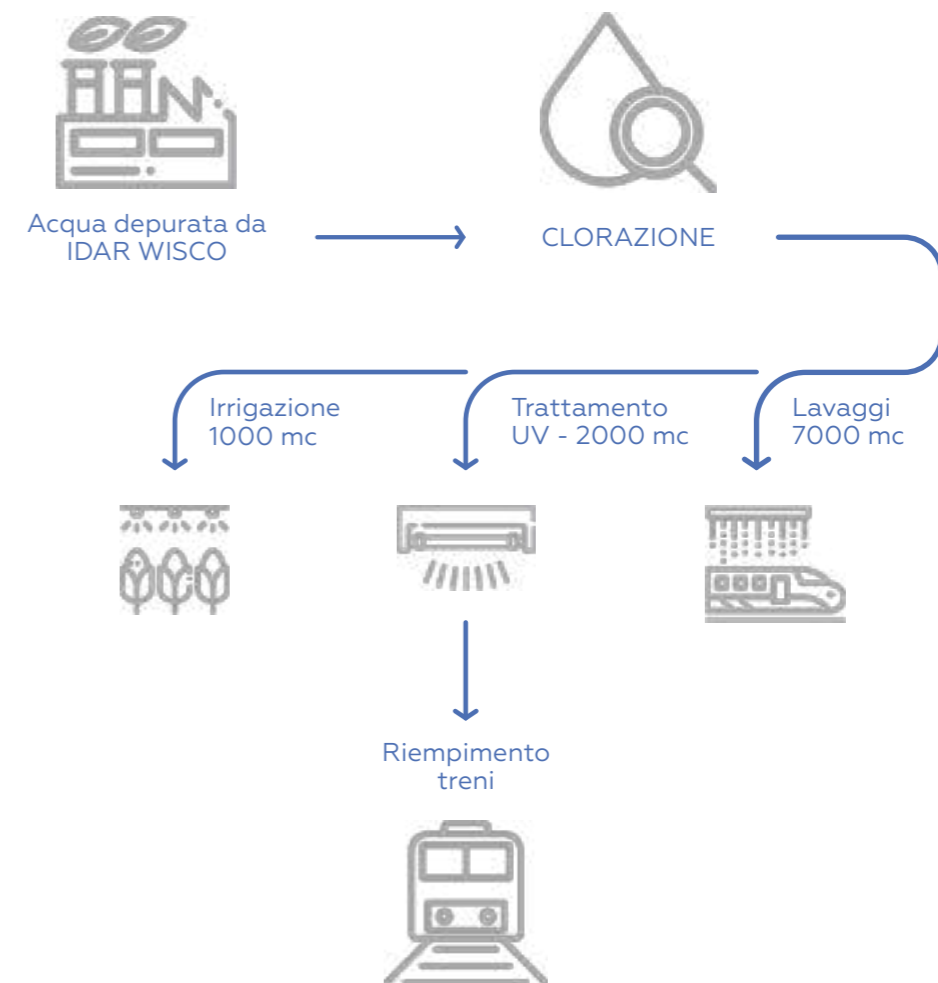 Acqua depurata da
IDAR WISCO
CLORAZIONE
Irrigazione
1000 mc
Trattamento
UV - 2000 mc
Lavaggi
7000 mc
Riempimento
treni